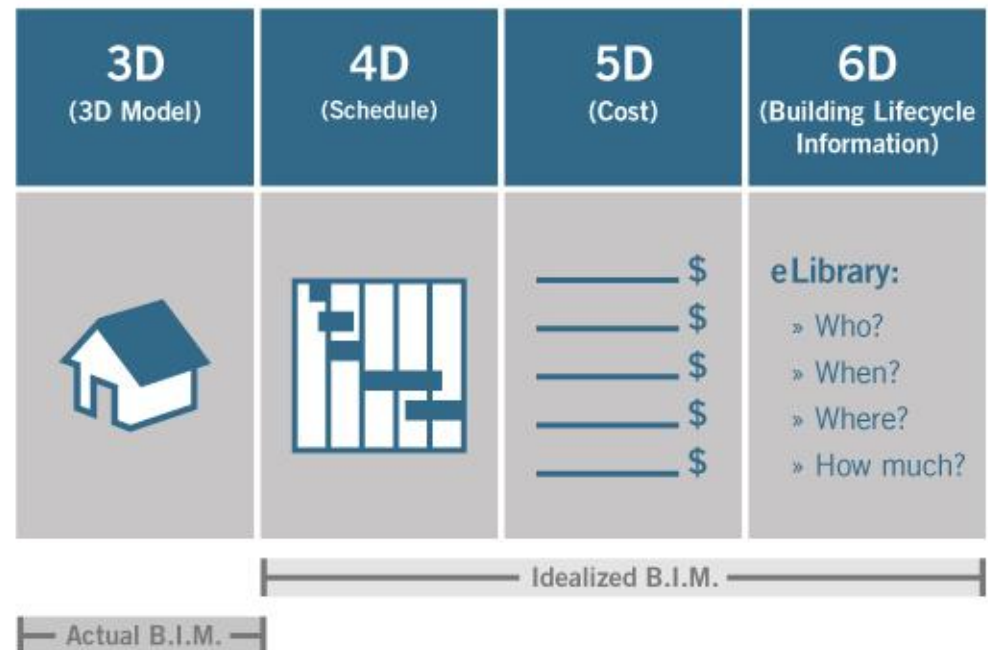 3D
(3D Model)
4D
(Schedule)
5D
(Cost)
6D
(Building Lifecycle
Information)
$
$
$
$
$
eLibrary:
» Who?
» When?
» Where?
» How much?
Idealized B.I.M.
Actual B.I.M.